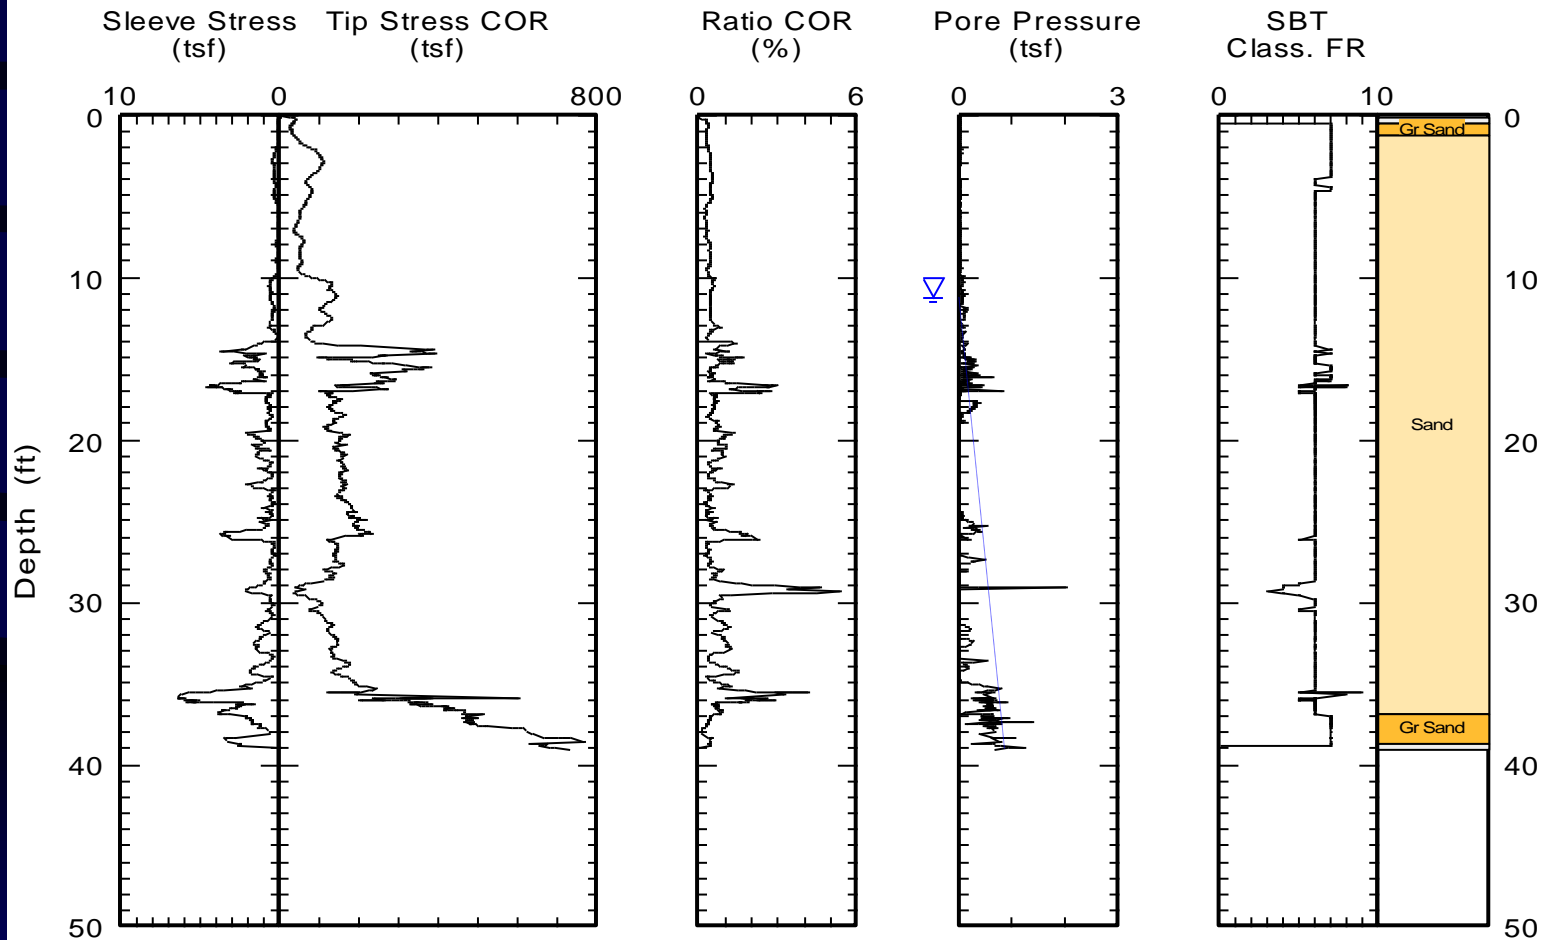 Sleeve Stress Tip Stress COR Ratio COR Pore Pressure SBT
(tsf) (tsf) (%) (tsf) Class. FR
10 0 800 0 6 0 3 0 10
0 0
Gr Sand
10 10
Sand
20 20
Depth (ft)
30 30
Gr Sand
40 40
50 50